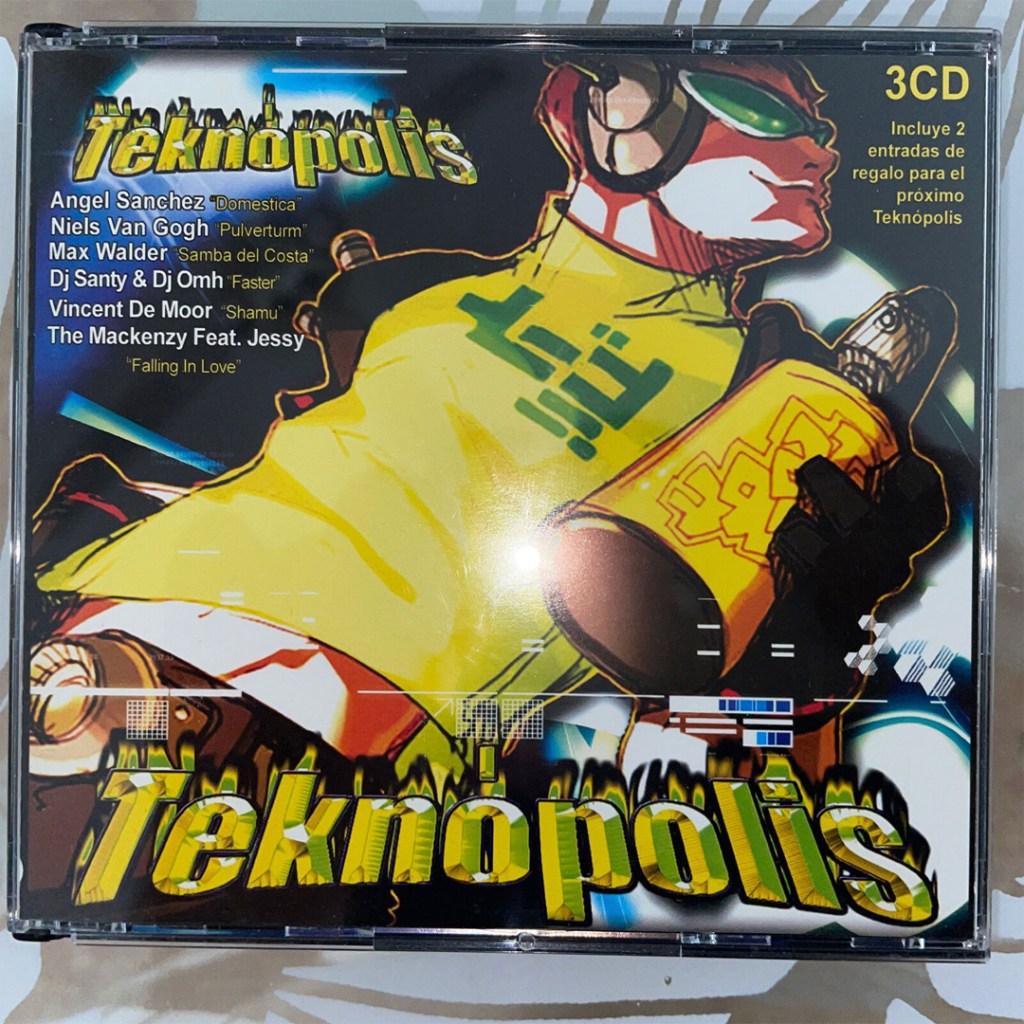 Teknópolis
Angel Sanchez "Domestica"
Niels Van Gogh "Pulverturm"
Max Walder "Samba del Costa"
Dj Santy & Dj Omh "Faster"
Vincent De Moor "Shamu"
The Mackenzy Feat. Jessy
"Falling In Love"
3CD
Incluye 2
entradas de
regalo para el
próximo
Teknópolis
Teknópolis